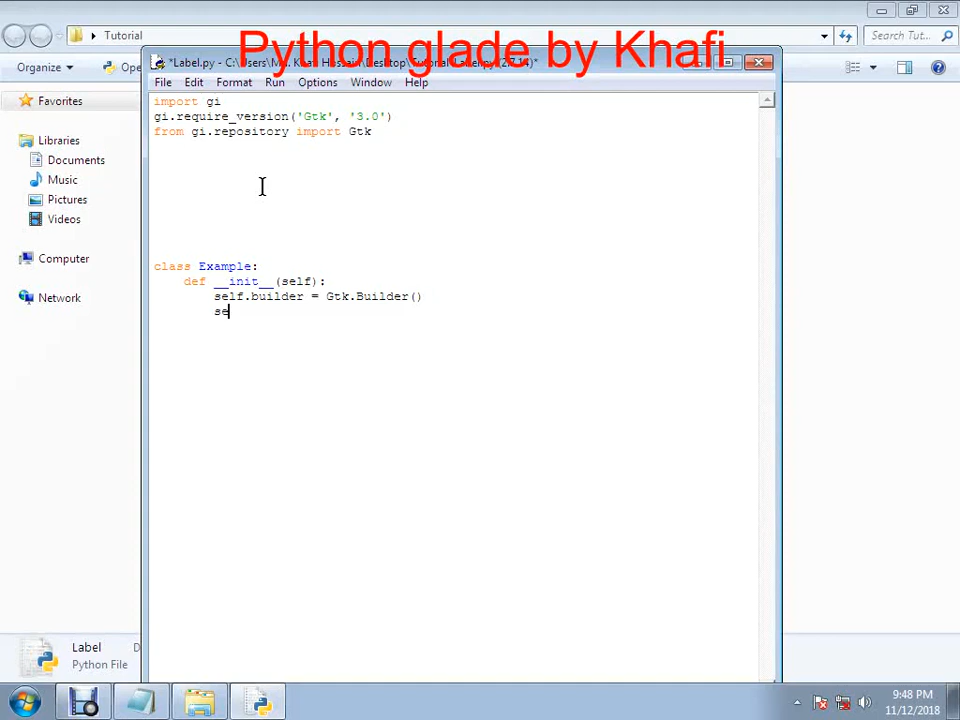 Tutorial
Search Tut...
Python glade by Khafi
Organize
Ope
File Edit Format Run Options Window Help
Favorites
Libraries
Documents
Music
Pictures
Videos
Computer
Network
import gi
gi.require_version('Gtk', '3.0')
from gi.repository import Gtk
class Example:
def __init__(self):
self.builder = Gtk.Builder()
se
Label
D
Python File
9:48 PM
11/12/2018